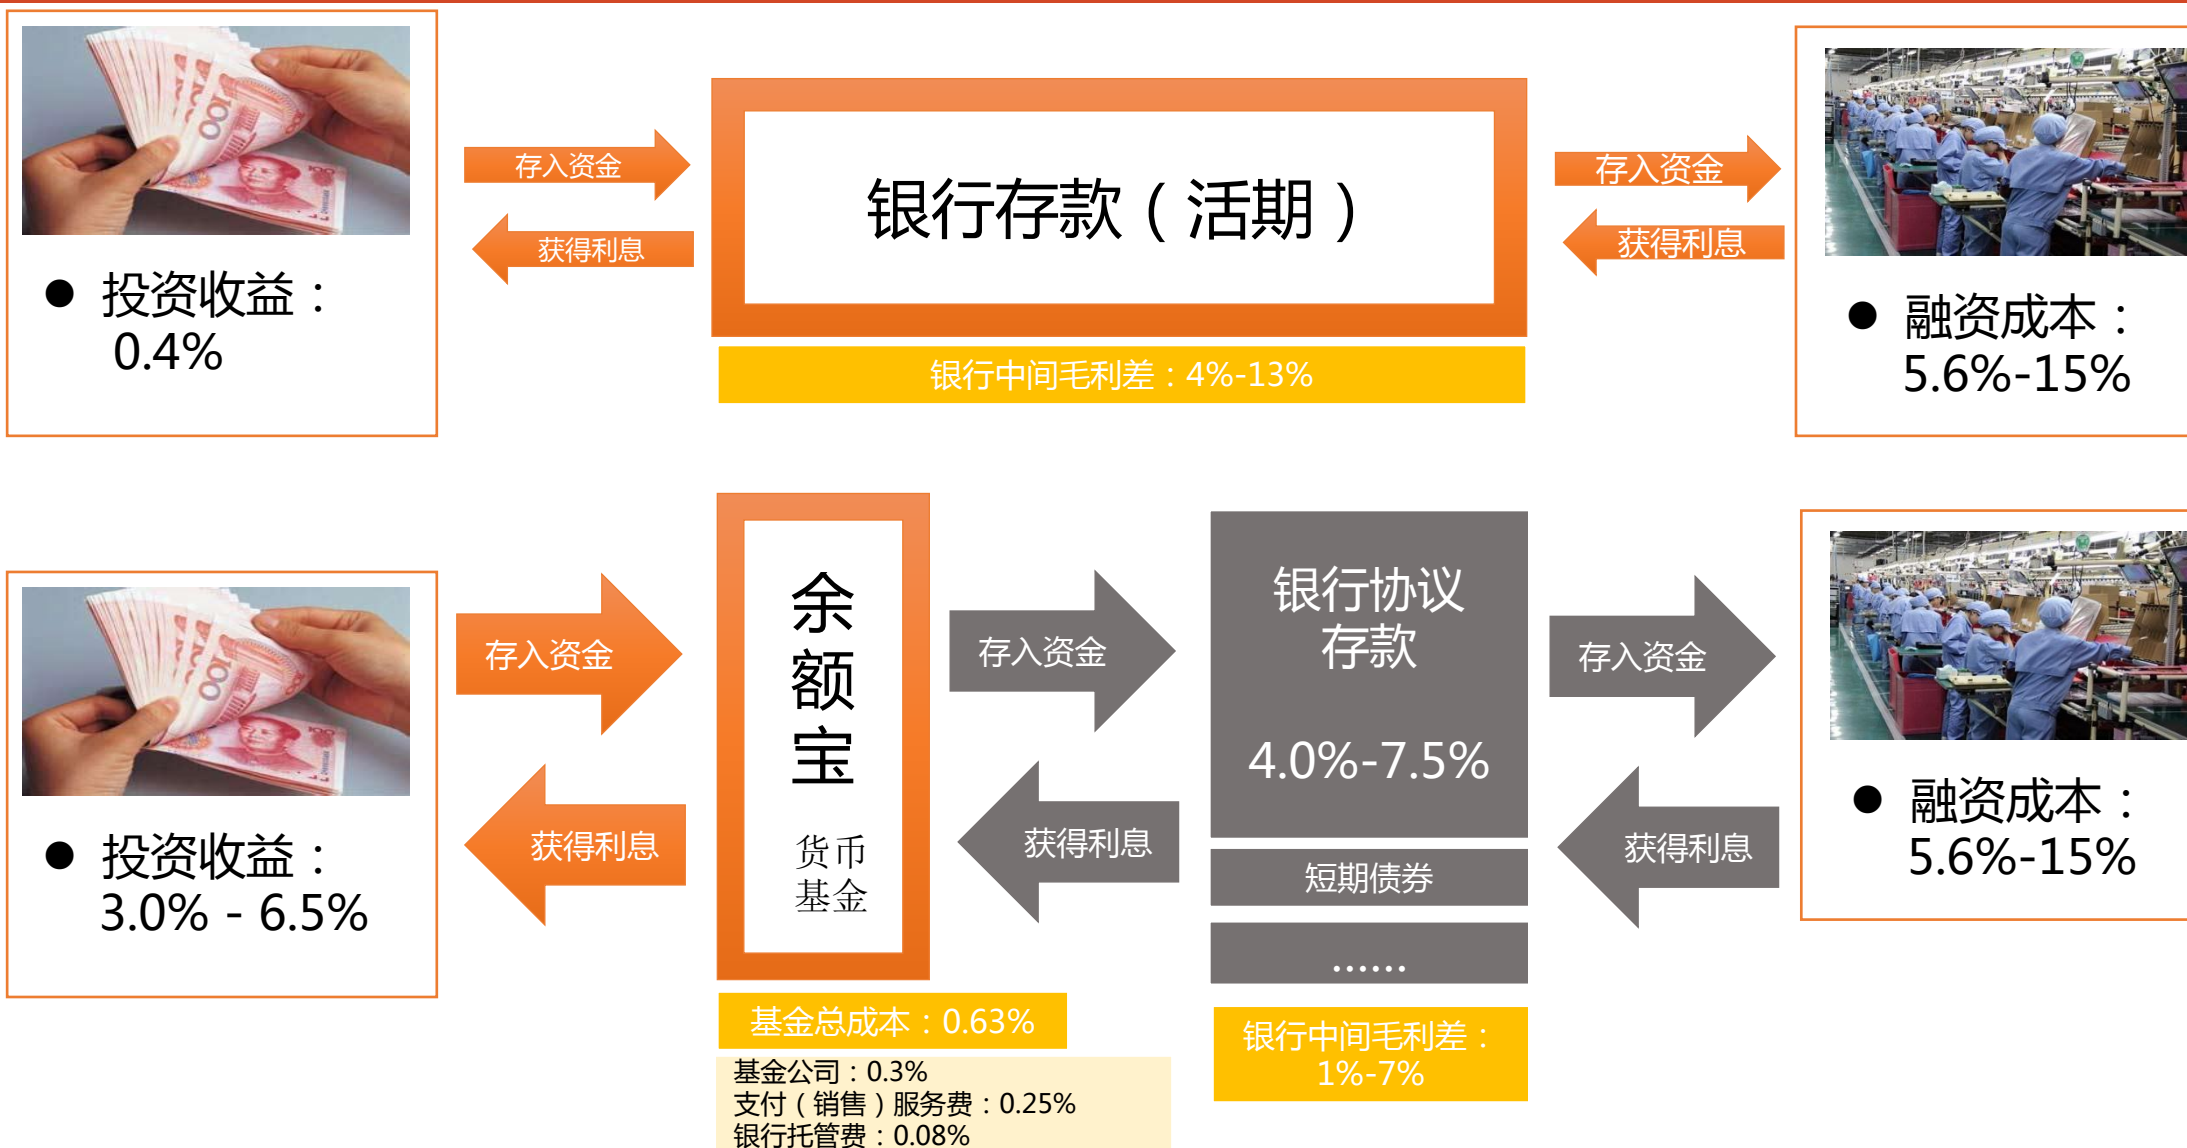 存入资金
获得利息
● 投资收益：
0.4%
银行存款（活期）
银行中间毛利差：4%-13%
存入资金
获得利息
● 融资成本：
5.6%-15%
存入资金
获得利息
● 投资收益：
3.0% - 6.5%
余
额
宝
货币
基金
基金总成本：0.63%
基金公司：0.3%
支付（销售）服务费：0.25%
银行托管费：0.08%
存入资金
获得利息
银行协议
存款
4.0%-7.5%
短期债券
......
银行中间毛利差：
1%-7%
存入资金
获得利息
● 融资成本：
5.6%-15%
100
100